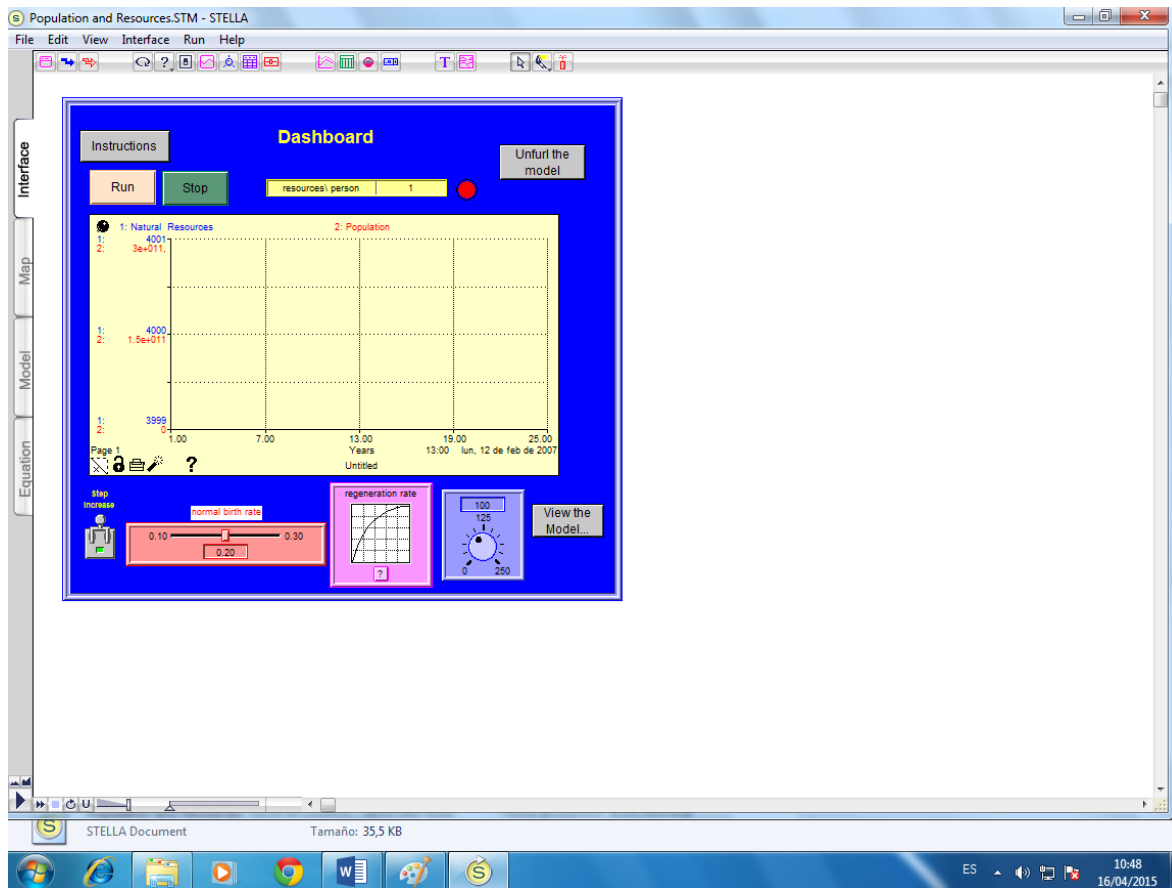 Population and Resources.STM - STELLA
File Edit View Interface Run Help
Interface
Map
Model
Equation
Instructions
Dashboard
Unfurl the
model
Run Stop
resources\ person 1
1: Natural Resources 2: Population
1: 4001
2: 3e+011,
1: 4000
2: 1.5e+011
1: 3999
2: 0
1.00 7.00 13.00 19.00 25.00
Page 1 Years 13:00 lun, 12 de feb de 2007
Untitled
?
Step
Increase
normal birth rate
0.10 0.30
0.20
regeneration rate
?
100
125
0 250
View the
Model...
U
STELLA Document Tamaño: 35,5 KB
ES 10:48
16/04/2015